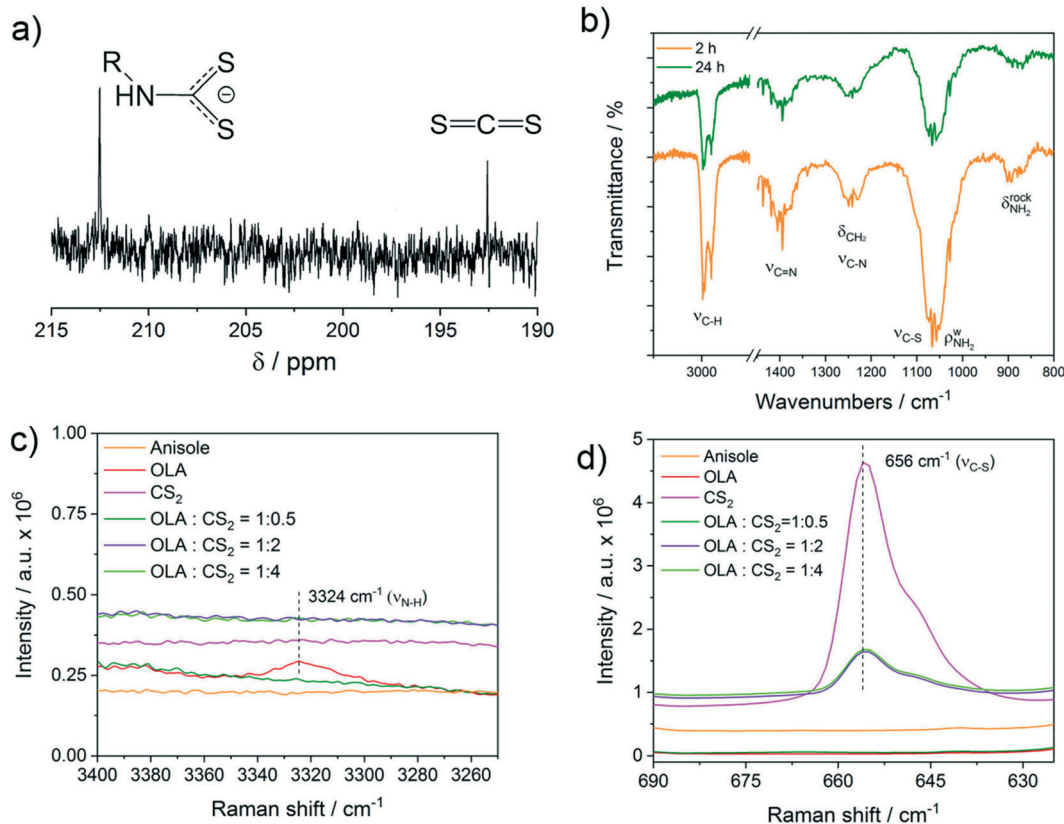 a)
R
HN
S
⊖
S
S=C=S
215 210 205 200 195 190
δ / ppm
b)
2 h
24 h
Transmittance / %
νC-H
νC=N
δCH₂
νC-N
νC-S
ρʷNH₂
δʳᵒᶜᵏNH₂
3000 1400 1300 1200 1100 1000 900 800
Wavenumbers / cm⁻¹
c)
Anisole
OLA
CS₂
OLA : CS₂ = 1:0.5
OLA : CS₂ = 1:2
OLA : CS₂ = 1:4
3324 cm⁻¹ (νN-H)
Intensity / a.u. x 10⁶
1.00
0.75
0.50
0.25
0.00
3400 3380 3360 3340 3320 3300 3280 3260
Raman shift / cm⁻¹
d)
Anisole
OLA
CS₂
OLA : CS₂=1:0.5
OLA : CS₂ = 1:2
OLA : CS₂ = 1:4
656 cm⁻¹ (νC-S)
Intensity / a.u. x 10⁶
5
4
3
2
1
0
690 675 660 645 630
Raman shift / cm⁻¹